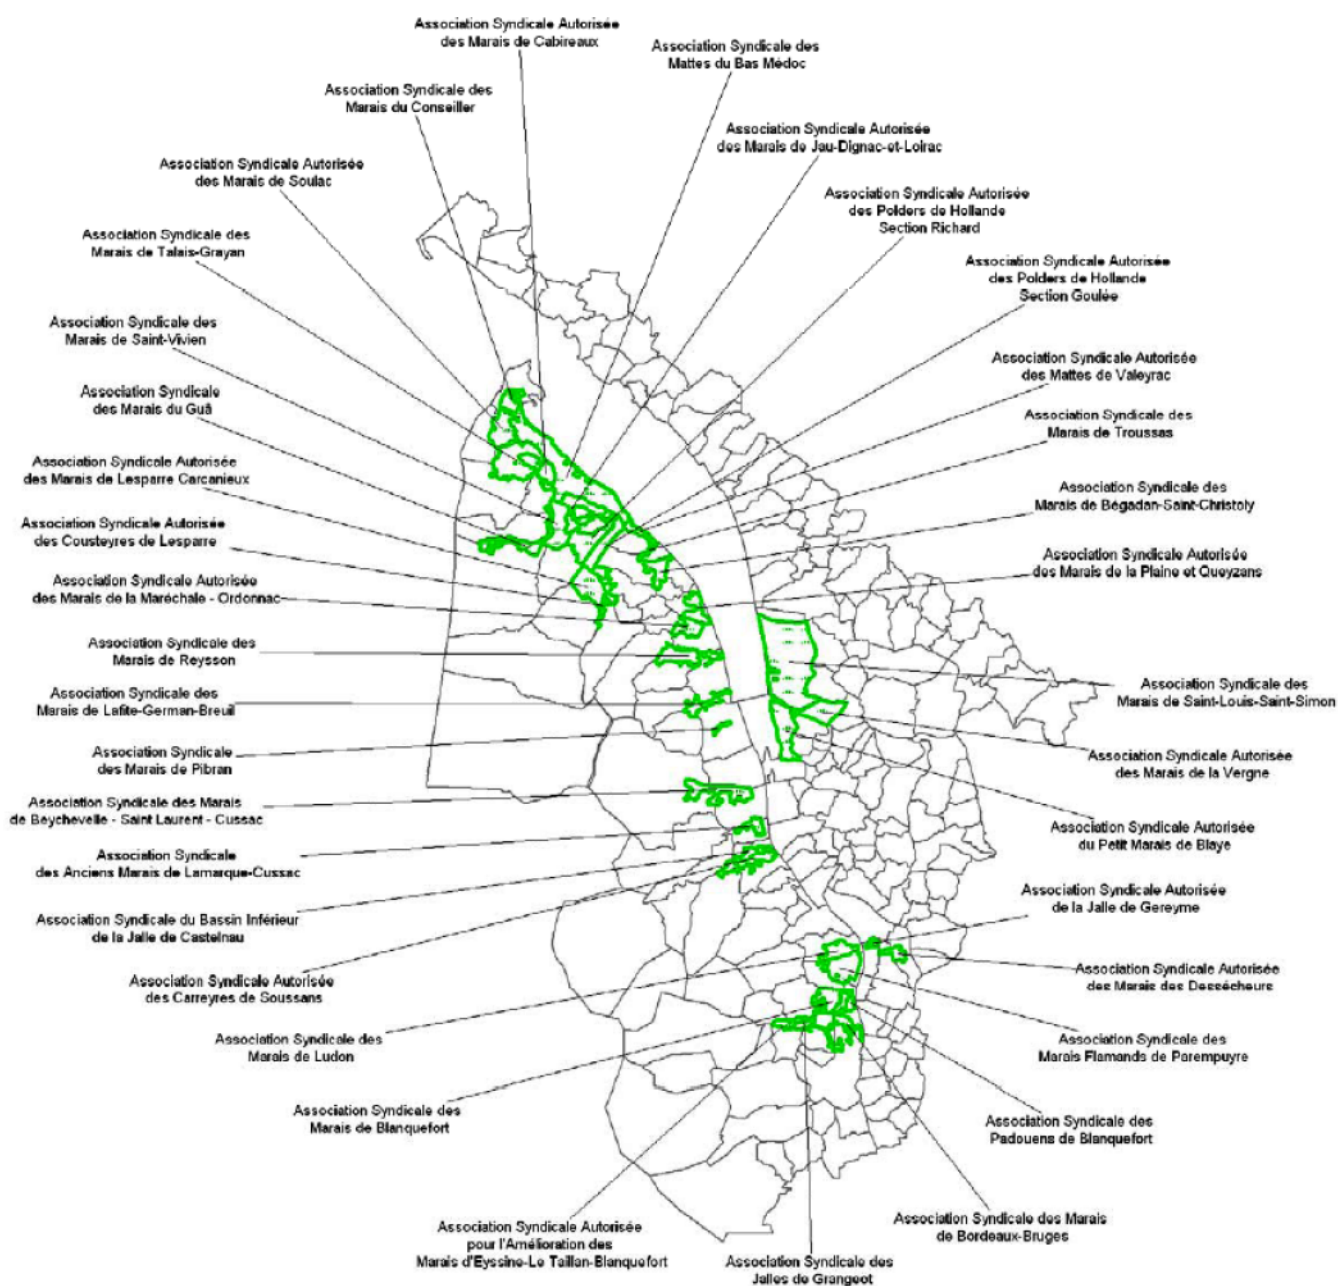 Association Syndicale Autorisée
des Marais de Cabireaux
Association Syndicale des
Mattes du Bas Médoc
Association Syndicale des
Marais du Conseiller
Association Syndicale Autorisée
des Marais de Jau-Dignac-et-Loirac
Association Syndicale Autorisée
des Marais de Soulac
Association Syndicale Autorisée
des Polders de Hollande
Section Richard
Association Syndicale des
Marais de Talais-Grayan
Association Syndicale Autorisée
des Polders de Hollande
Section Goulée
Association Syndicale des
Marais de Saint-Vivien
Association Syndicale Autorisée
des Mattes de Valeyrac
Association Syndicale
des Marais du Guâ
Association Syndicale des
Marais de Troussas
Association Syndicale Autorisée
des Marais de Lesparre Carcanieux
Association Syndicale des
Marais de Bégadan-Saint-Christoly
Association Syndicale Autorisée
des Cousteyres de Lesparre
Association Syndicale Autorisée
des Marais de la Plaine et Queyzans
Association Syndicale Autorisée
des Marais de la Maréchale - Ordonnac
Association Syndicale des
Marais de Reysson
Association Syndicale des
Marais de Saint-Louis-Saint-Simon
Association Syndicale des
Marais de Lafite-German-Breuil
Association Syndicale
des Marais de Pibran
Association Syndicale Autorisée
des Marais de la Vergne
Association Syndicale des Marais
de Beychevelle - Saint Laurent - Cussac
Association Syndicale Autorisée
du Petit Marais de Blaye
Association Syndicale
des Anciens Marais de Lamarque-Cussac
Association Syndicale Autorisée
de la Jalle de Gereyme
Association Syndicale du Bassin Inférieur
de la Jalle de Castelnau
Association Syndicale Autorisée
des Marais des Dessécheurs
Association Syndicale Autorisée
des Carreyres de Soussans
Association Syndicale des
Marais de Ludon
Association Syndicale des
Marais Flamands de Parempuyre
Association Syndicale des
Marais de Blanquefort
Association Syndicale des
Padouens de Blanquefort
Association Syndicale Autorisée
pour l'Amélioration des
Marais d'Eyssine-Le Taillan-Blanquefort
Association Syndicale des Marais
de Bordeaux-Bruges
Association Syndicale des
Jalles de Grangeot